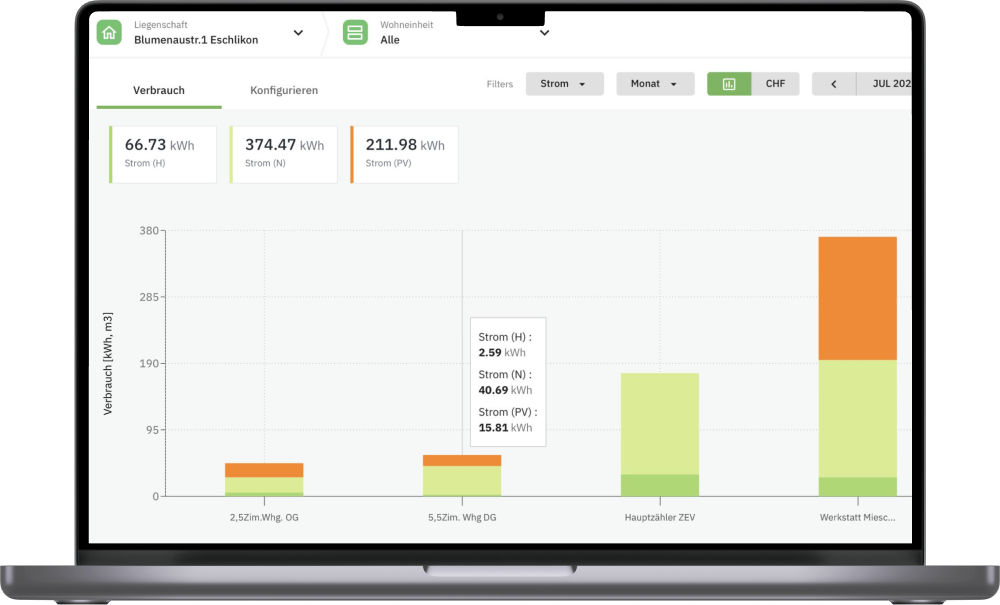 Liegenschaft
Blumenaustr.1 Eschlikon
Wohneinheit
Alle
Verbrauch
Konfigurieren
Filters
Strom
Monat
CHF
JUL 202
66.73 kWh
Strom (H)
374.47 kWh
Strom (N)
211.98 kWh
Strom (PV)
Verbrauch [kWh, m3]
380
285
190
95
0
Strom (H) :
2.59 kWh
Strom (N) :
40.69 kWh
Strom (PV) :
15.81 kWh
2,5Zim.Whg. OG
5,5Zim. Whg DG
Hauptzähler ZEV
Werkstatt Miesc...